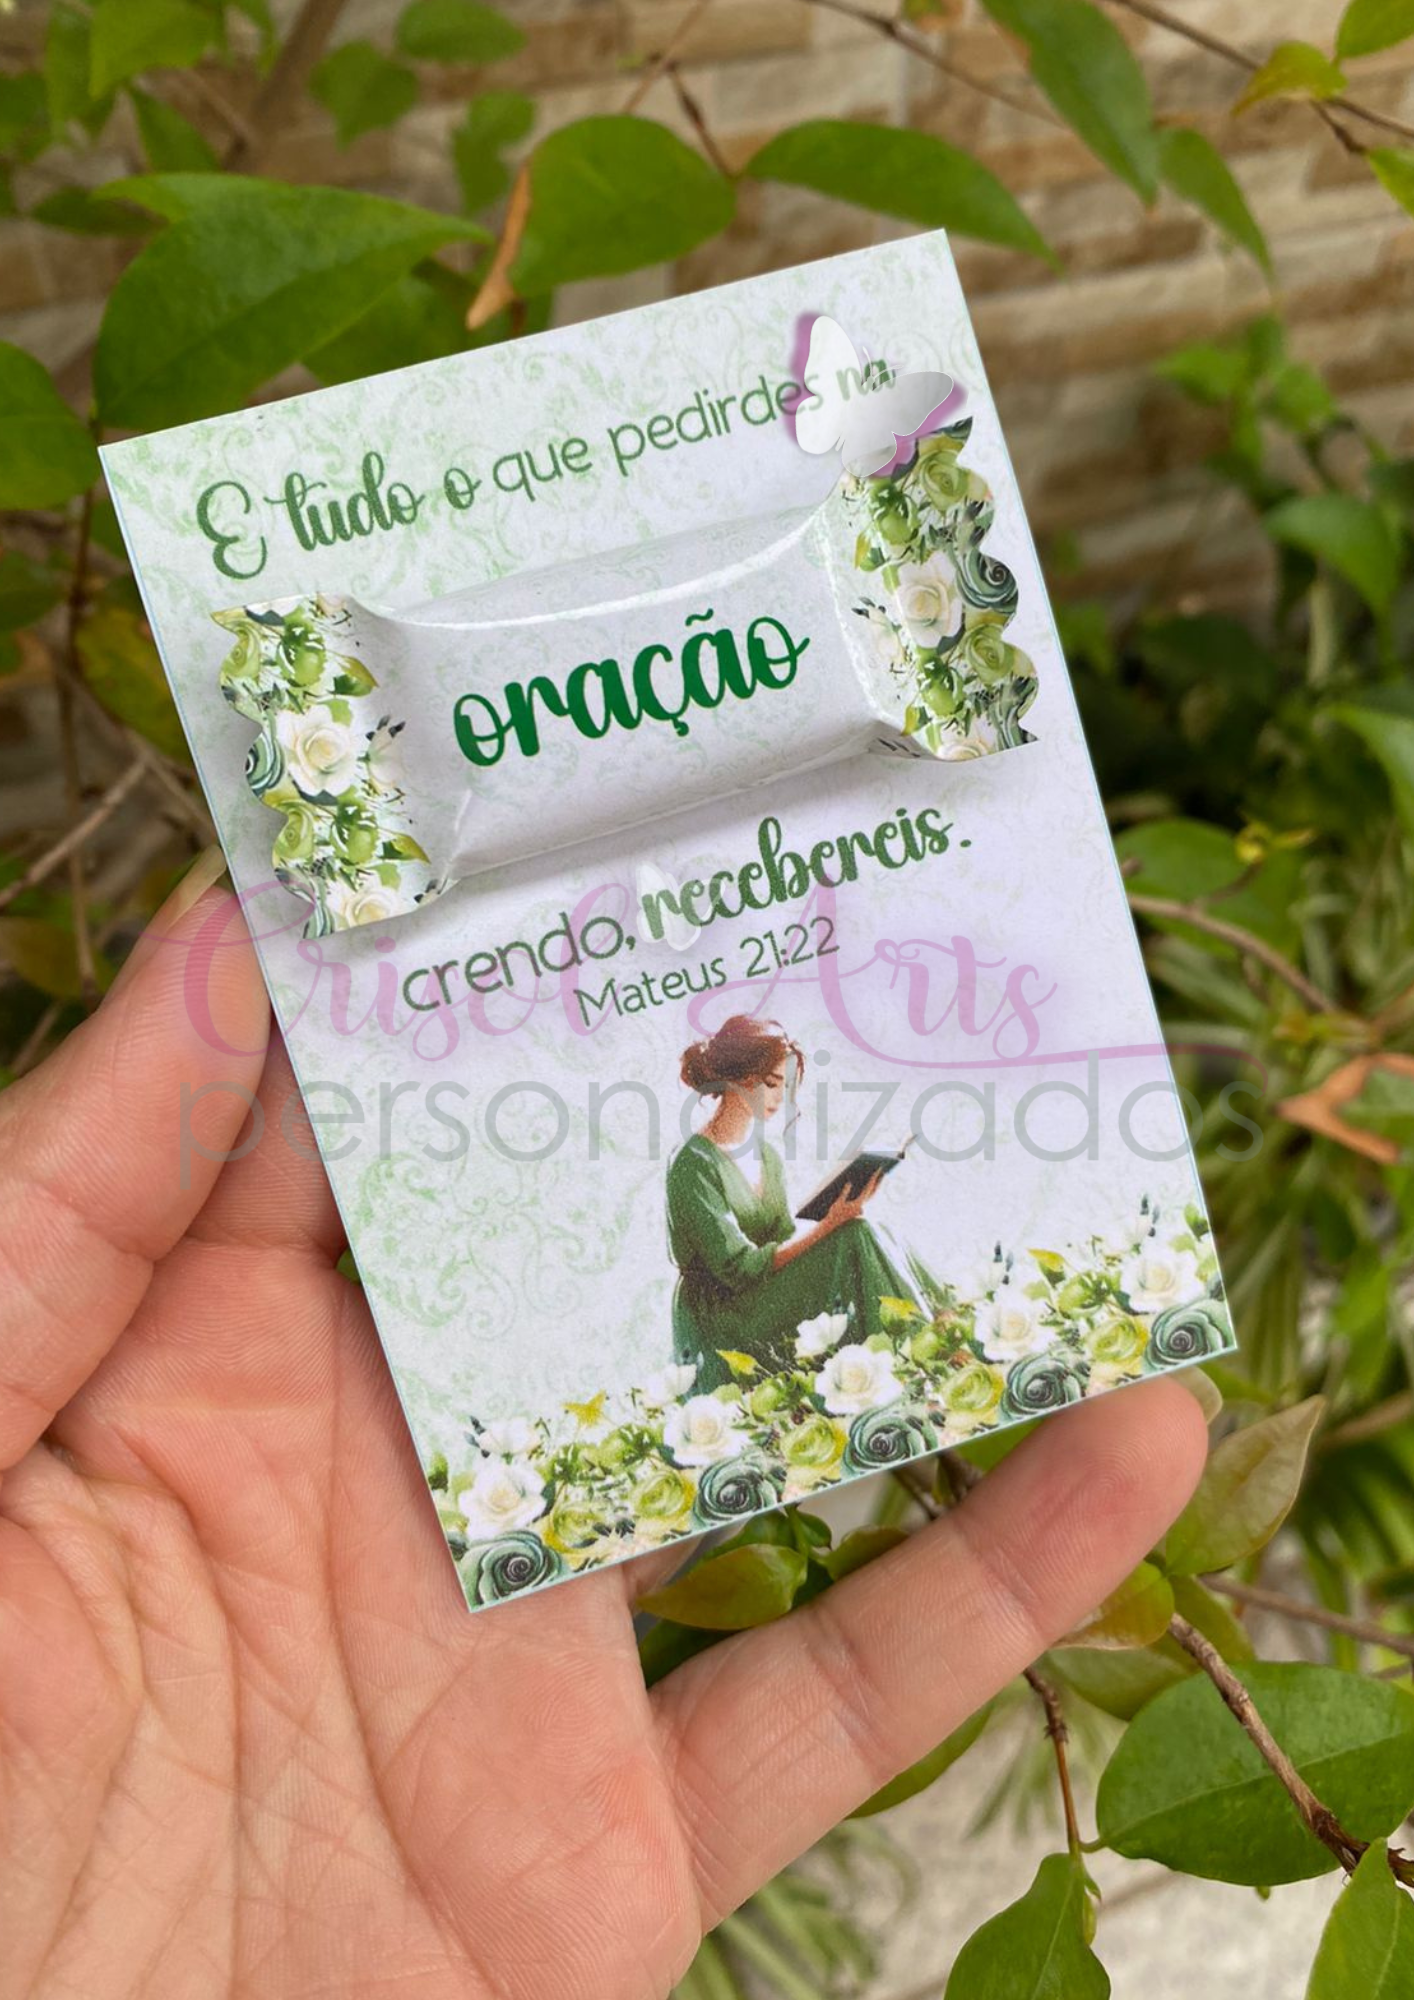 E tudo o que pedirdes na
oração
crendo, recebereis.
Mateus 21:22
Crisol Arts
personalizados